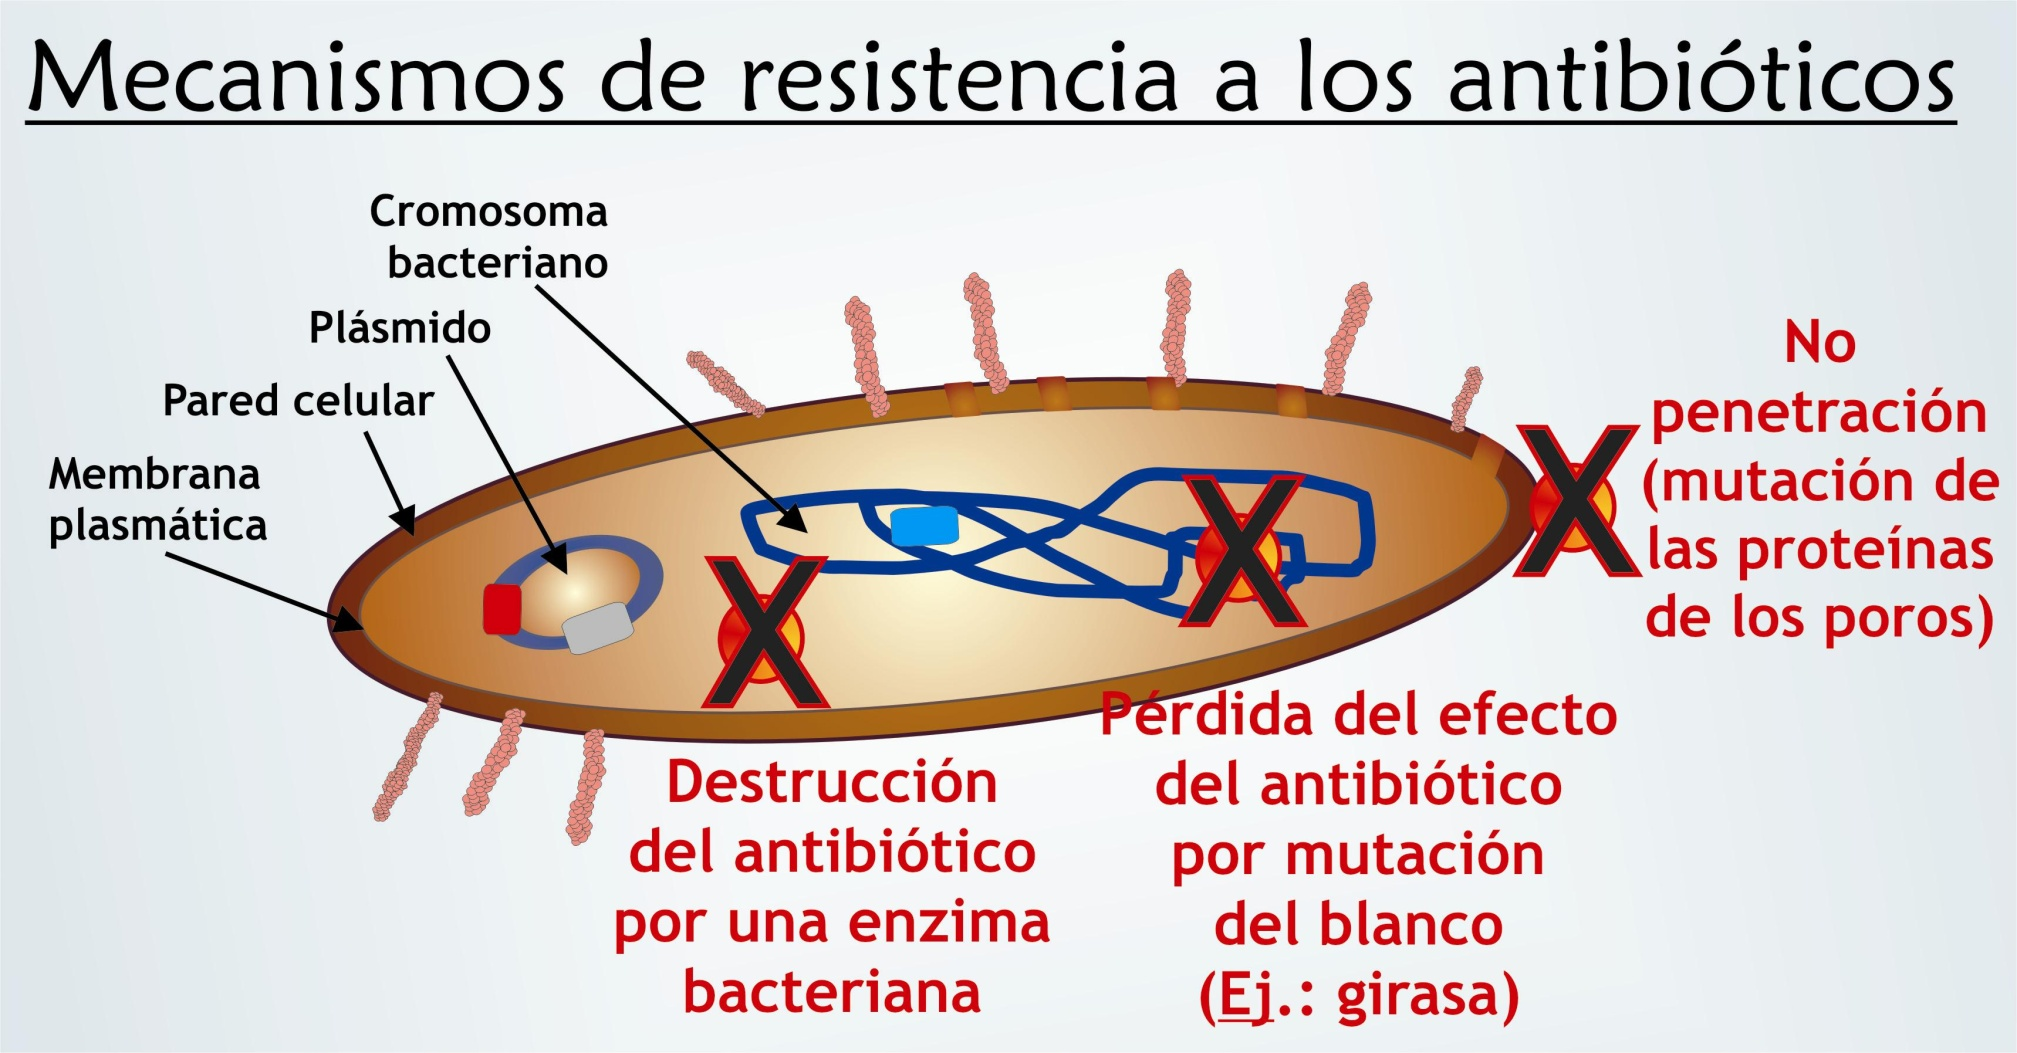 Mecanismos de resistencia a los antibióticos
Cromosoma
bacteriano
Plásmido
Pared celular
Membrana
plasmática
No
penetración
(mutación de
las proteínas
de los poros)
Pérdida del efecto
del antibiótico
por mutación
del blanco
(Ej.: girasa)
Destrucción
del antibiótico
por una enzima
bacteriana